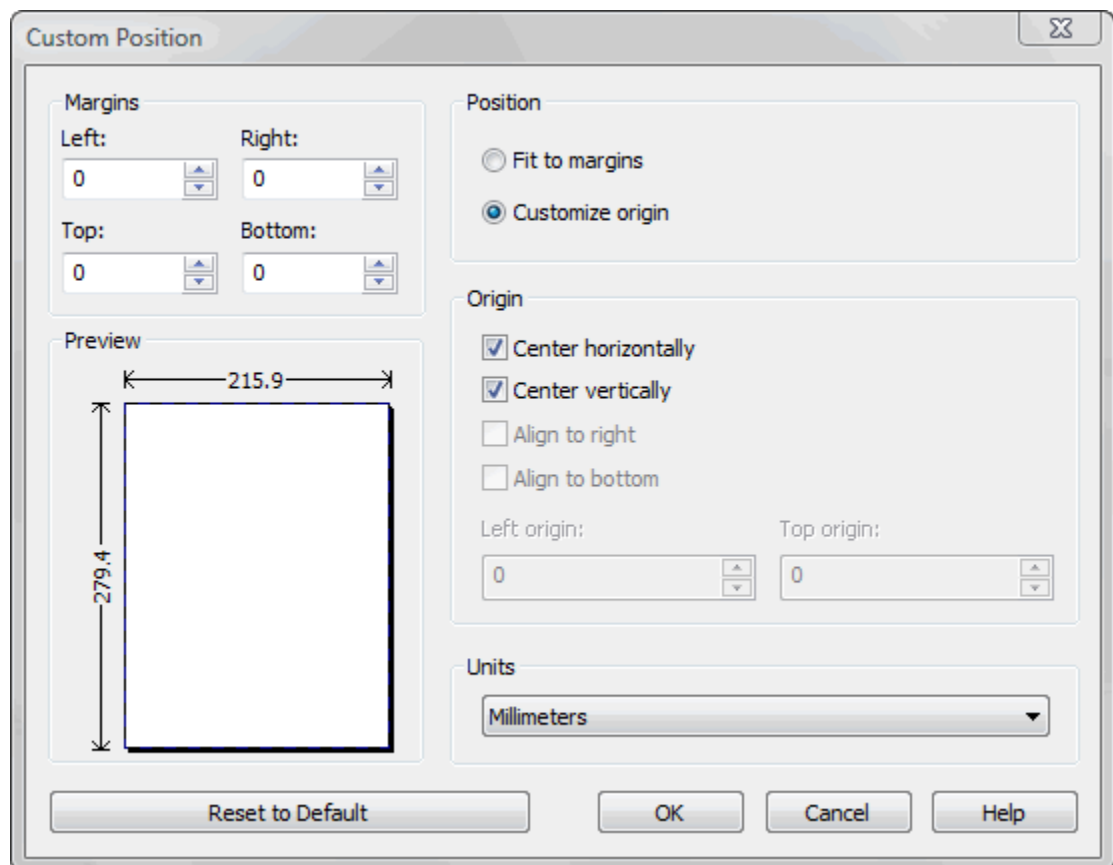 Custom Position
Margins
Left: Right:
0 0
Top: Bottom:
0 0
Preview
215.9
279.4
Position
Fit to margins
Customize origin
Origin
Center horizontally
Center vertically
Align to right
Align to bottom
Left origin: Top origin:
0 0
Units
Millimeters
Reset to Default OK Cancel Help